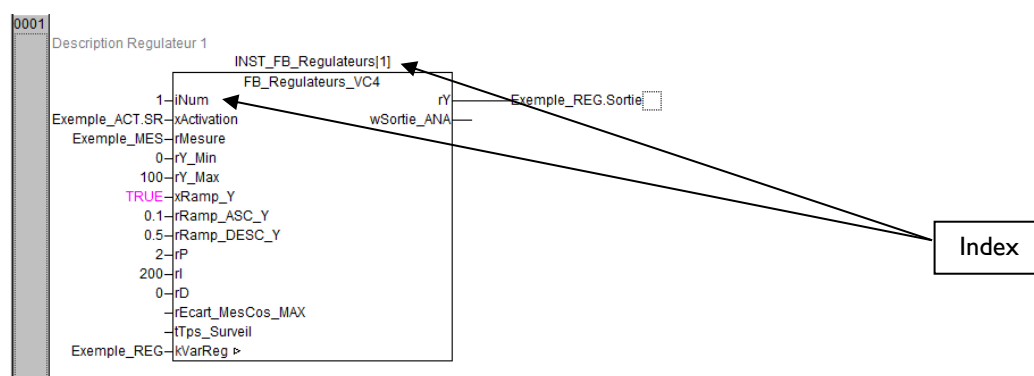 0001
Description Regulateur 1
INST_FB_Regulateurs[1]
FB_Regulateurs_VC4
1 iNum rY Exemple_REG.Sortie
Exemple_ACT.SR xActivation wSortie_ANA
Exemple_MES rMesure
0 rY_Min
100 rY_Max
TRUE xRamp_Y
0.1 rRamp_ASC_Y
0.5 rRamp_DESC_Y
2 rP
200 rI
0 rD
rEcart_MesCos_MAX
tTps_Surveil
Exemple_REG kVarReg
Index